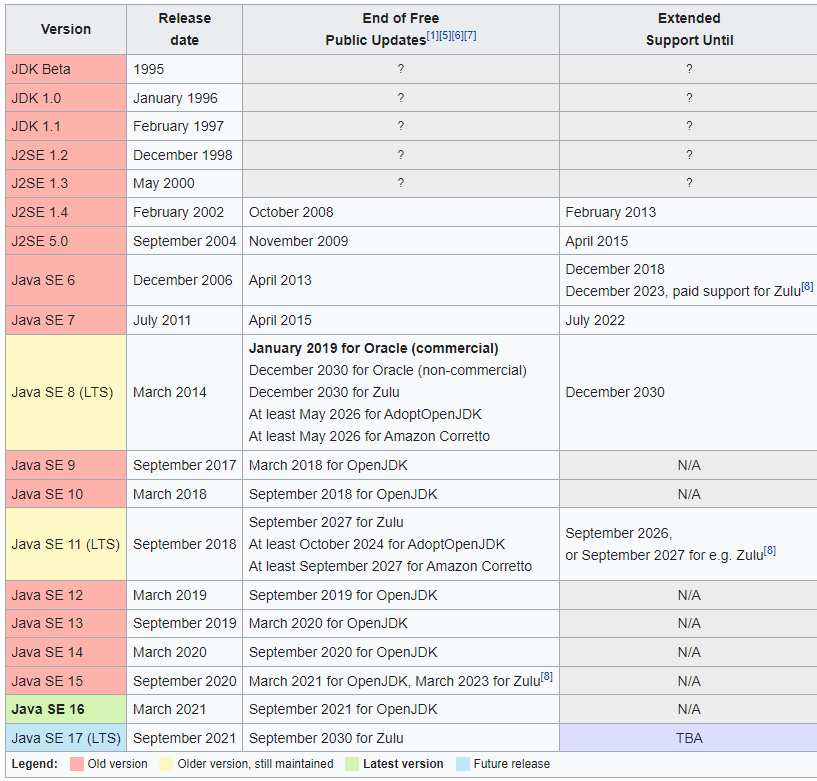 Version Release date End of Free Public Updates[1][5][6][7] Extended Support Until
JDK Beta 1995 ? ?
JDK 1.0 January 1996 ? ?
JDK 1.1 February 1997 ? ?
J2SE 1.2 December 1998 ? ?
J2SE 1.3 May 2000 ? ?
J2SE 1.4 February 2002 October 2008 February 2013
J2SE 5.0 September 2004 November 2009 April 2015
Java SE 6 December 2006 April 2013 December 2018
December 2023, paid support for Zulu[8]
Java SE 7 July 2011 April 2015 July 2022
Java SE 8 (LTS) March 2014 January 2019 for Oracle (commercial)
December 2030 for Oracle (non-commercial)
December 2030 for Zulu
At least May 2026 for AdoptOpenJDK
At least May 2026 for Amazon Corretto
December 2030
Java SE 9 September 2017 March 2018 for OpenJDK N/A
Java SE 10 March 2018 September 2018 for OpenJDK N/A
Java SE 11 (LTS) September 2018 September 2027 for Zulu
At least October 2024 for AdoptOpenJDK
At least September 2027 for Amazon Corretto
September 2026,
or September 2027 for e.g. Zulu[8]
Java SE 12 March 2019 September 2019 for OpenJDK N/A
Java SE 13 September 2019 March 2020 for OpenJDK N/A
Java SE 14 March 2020 September 2020 for OpenJDK N/A
Java SE 15 September 2020 March 2021 for OpenJDK, March 2023 for Zulu[8] N/A
Java SE 16 March 2021 September 2021 for OpenJDK N/A
Java SE 17 (LTS) September 2021 September 2030 for Zulu TBA
Legend: Old version Older version, still maintained Latest version Future release